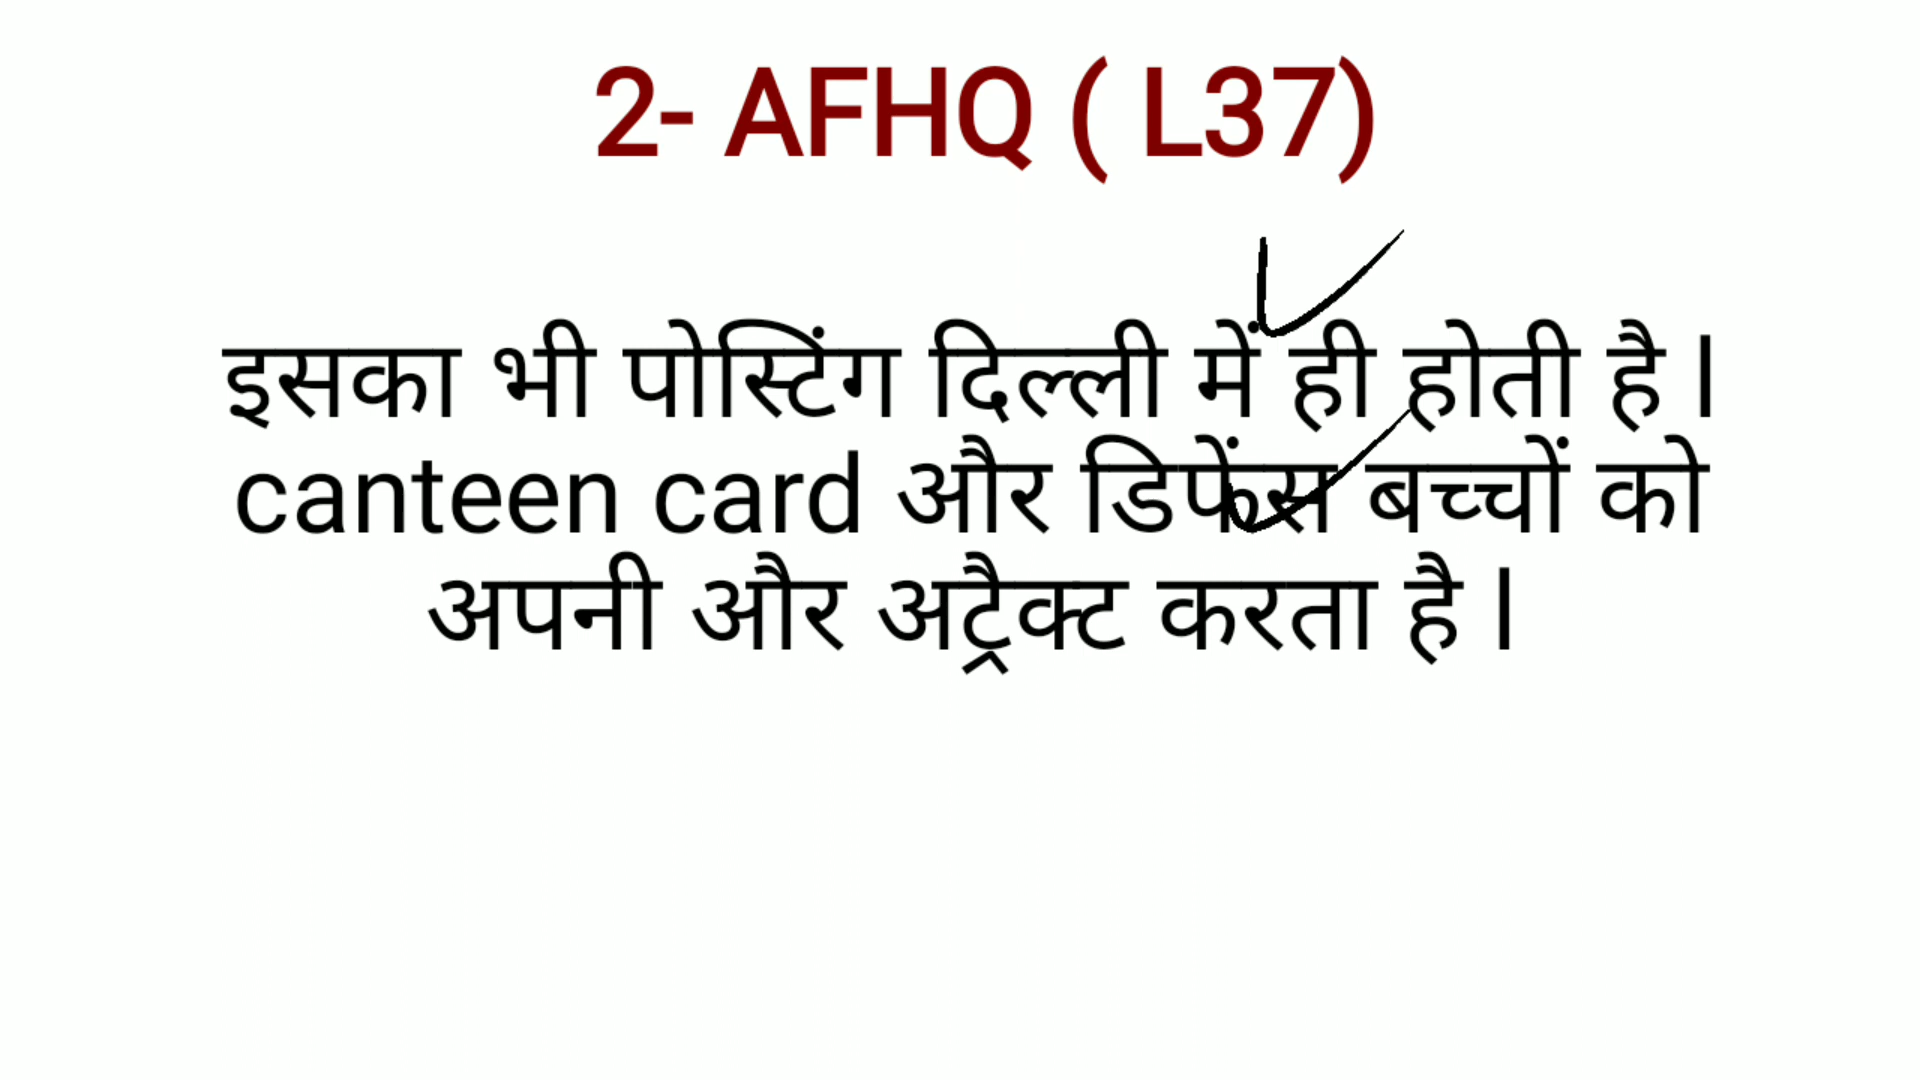 2- AFHQ ( L37)
इसका भी पोस्टिंग दिल्ली में ही होती है l
canteen card और डिफेंस बच्चों को
अपनी और अट्रैक्ट करता है l